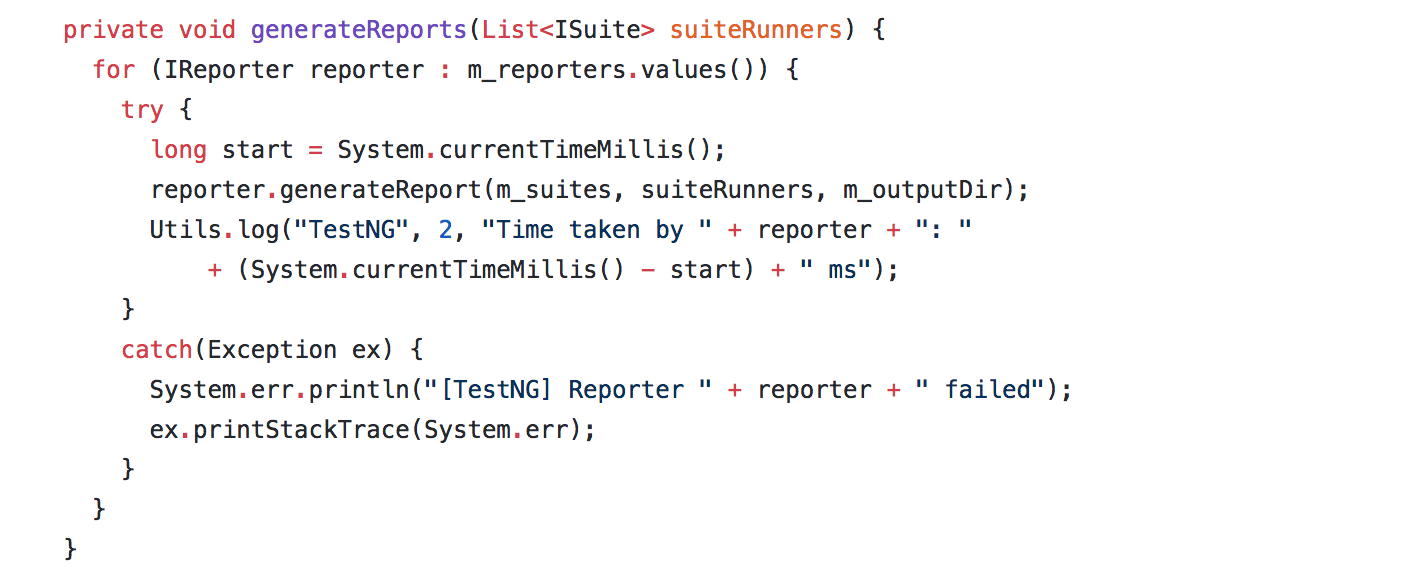 private void generateReports(List<ISuite> suiteRunners) {
  for (IReporter reporter : m_reporters.values()) {
    try {
      long start = System.currentTimeMillis();
      reporter.generateReport(m_suites, suiteRunners, m_outputDir);
      Utils.log("TestNG", 2, "Time taken by " + reporter + ": "
          + (System.currentTimeMillis() − start) + " ms");
    }
    catch(Exception ex) {
      System.err.println("[TestNG] Reporter " + reporter + " failed");
      ex.printStackTrace(System.err);
    }
  }
}